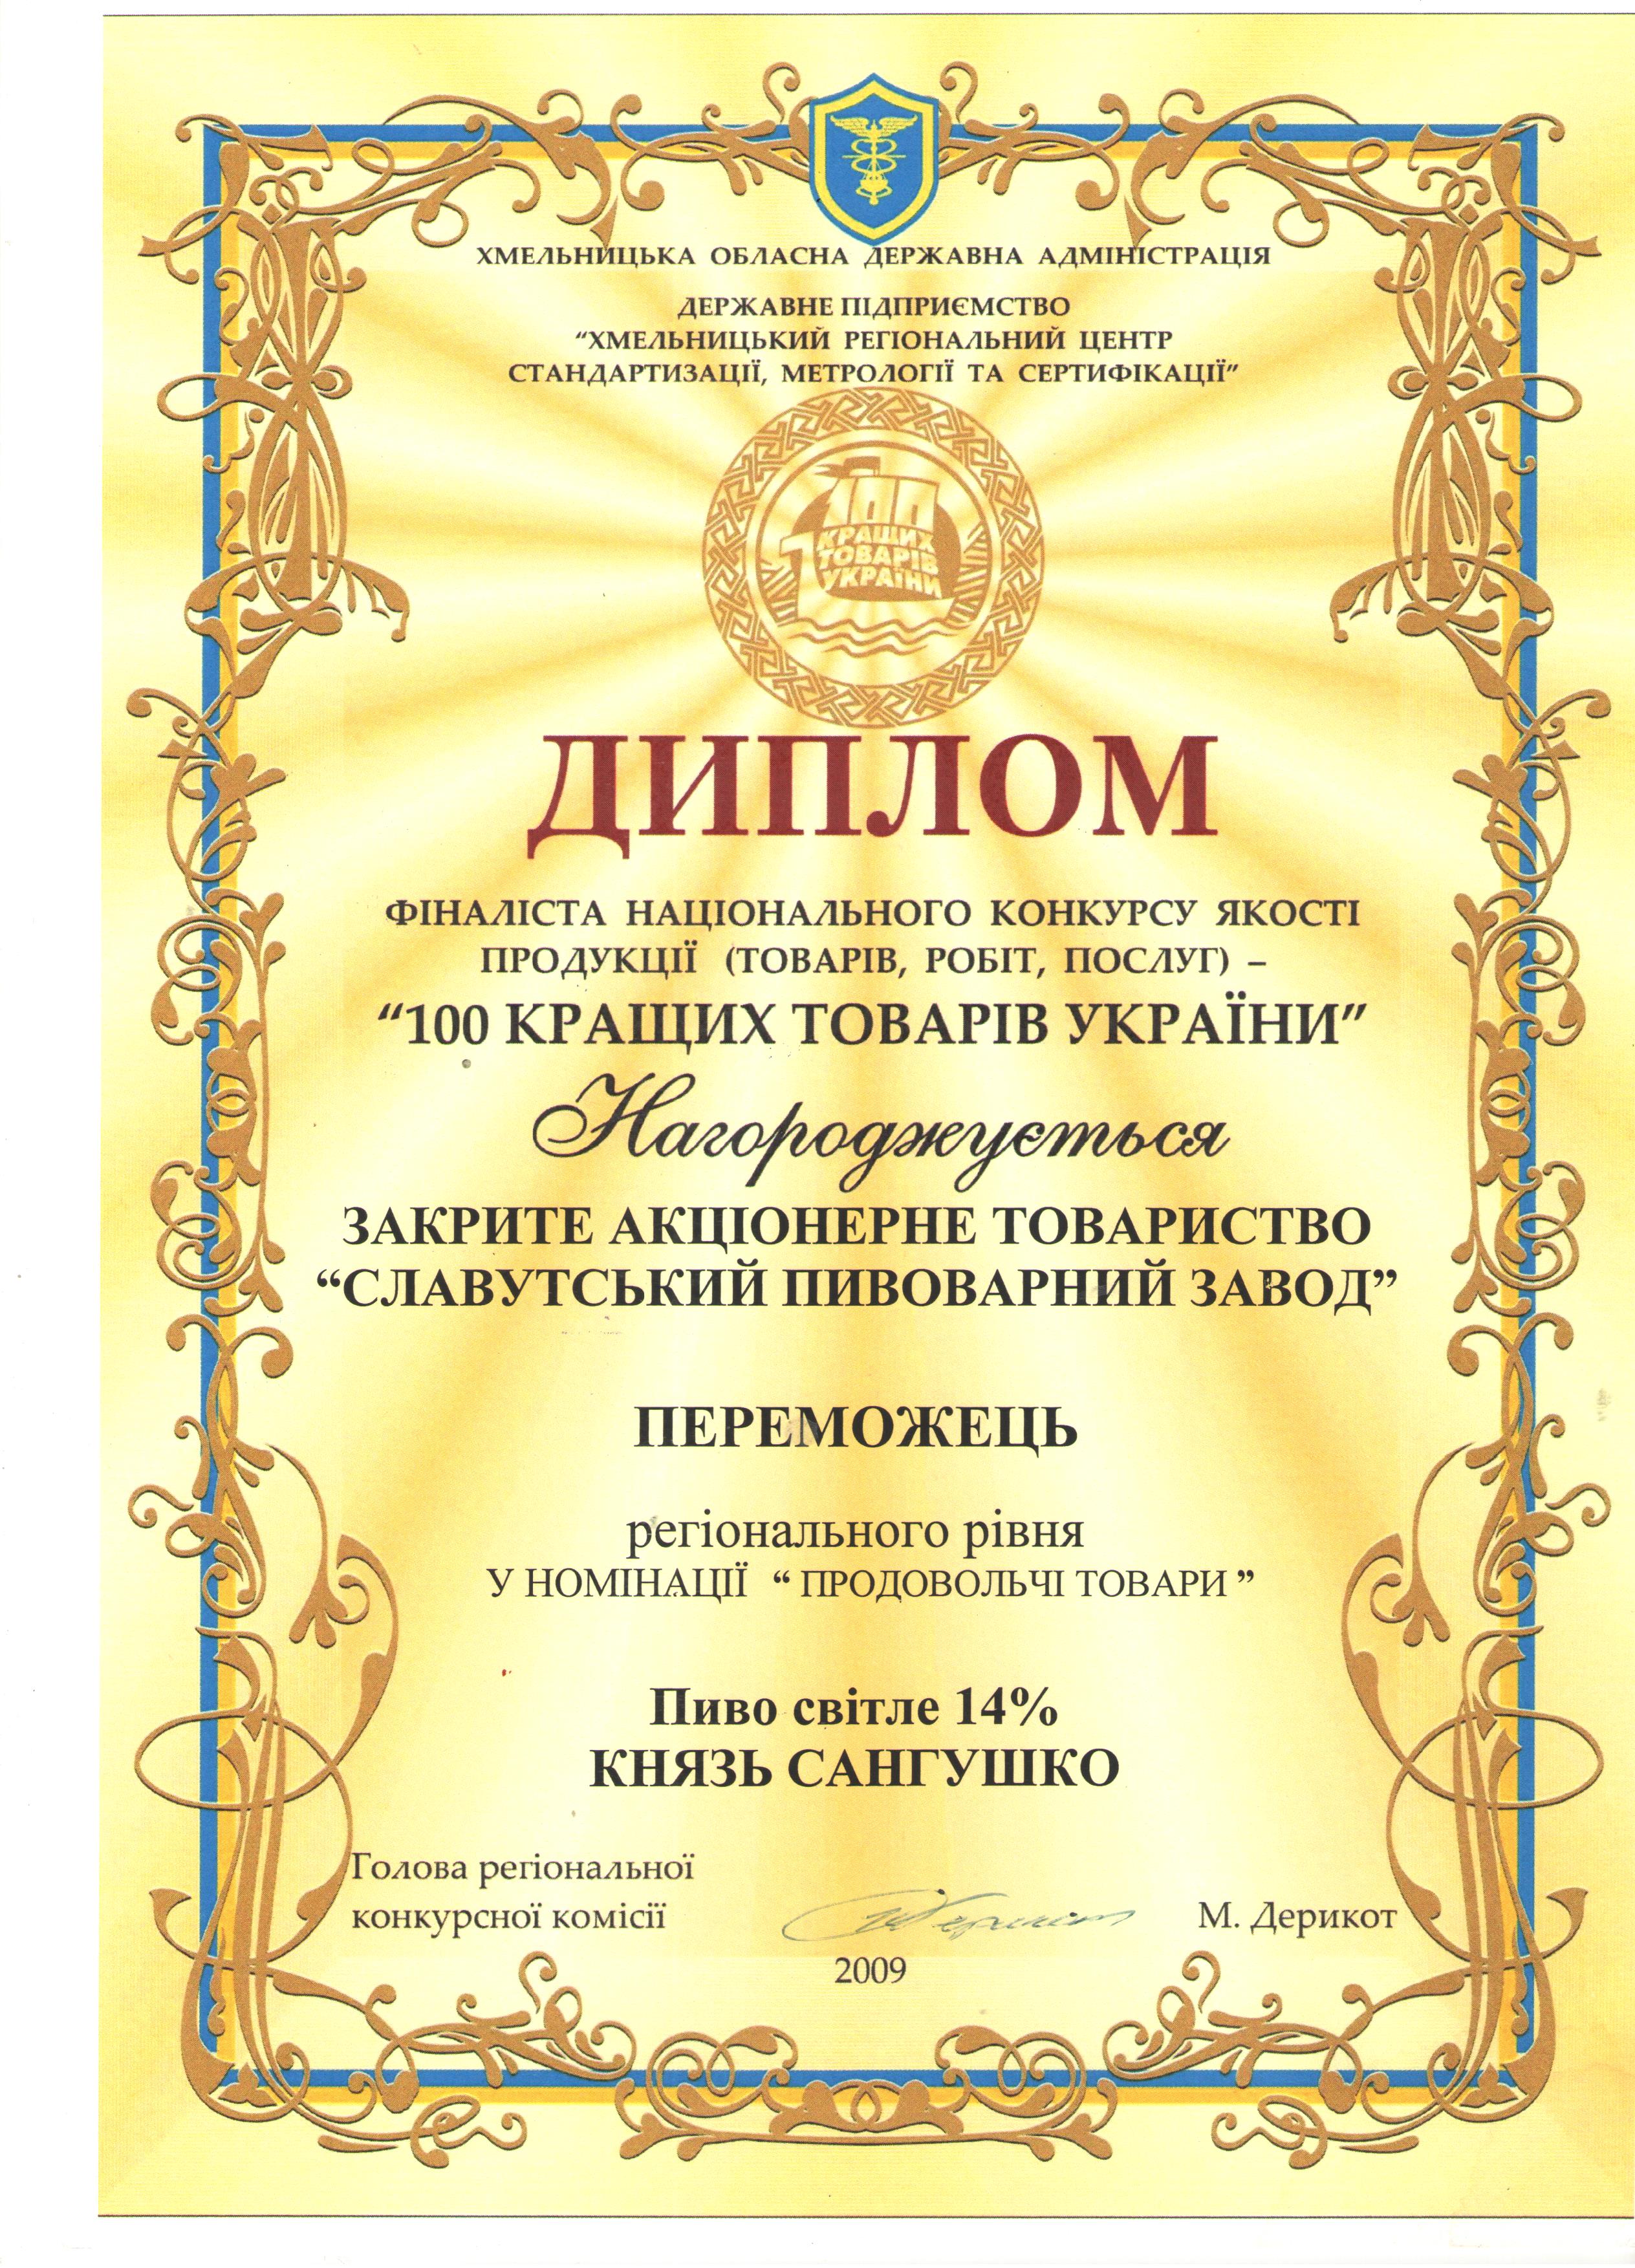 ХМЕЛЬНИЦЬКА ОБЛАСНА ДЕРЖАВНА АДМІНІСТРАЦІЯ
ДЕРЖАВНЕ ПІДПРИЄМСТВО
“ХМЕЛЬНИЦЬКИЙ РЕГІОНАЛЬНИЙ ЦЕНТР
СТАНДАРТИЗАЦІЇ, МЕТРОЛОГІЇ ТА СЕРТИФІКАЦІЇ”
100
КРАЩИХ
ТОВАРІВ
УКРАЇНИ
ДИПЛОМ
ФІНАЛІСТА НАЦІОНАЛЬНОГО КОНКУРСУ ЯКОСТІ
ПРОДУКЦІЇ (ТОВАРІВ, РОБІТ, ПОСЛУГ) –
“100 КРАЩИХ ТОВАРІВ УКРАЇНИ”
Нагороджується
ЗАКРИТЕ АКЦІОНЕРНЕ ТОВАРИСТВО
“СЛАВУТСЬКИЙ ПИВОВАРНИЙ ЗАВОД”
ПЕРЕМОЖЕЦЬ
регіонального рівня
У НОМІНАЦІЇ “ ПРОДОВОЛЬЧІ ТОВАРИ ”
Пиво світле 14%
КНЯЗЬ САНГУШКО
Голова регіональної
конкурсної комісії
М. Дерикот
2009